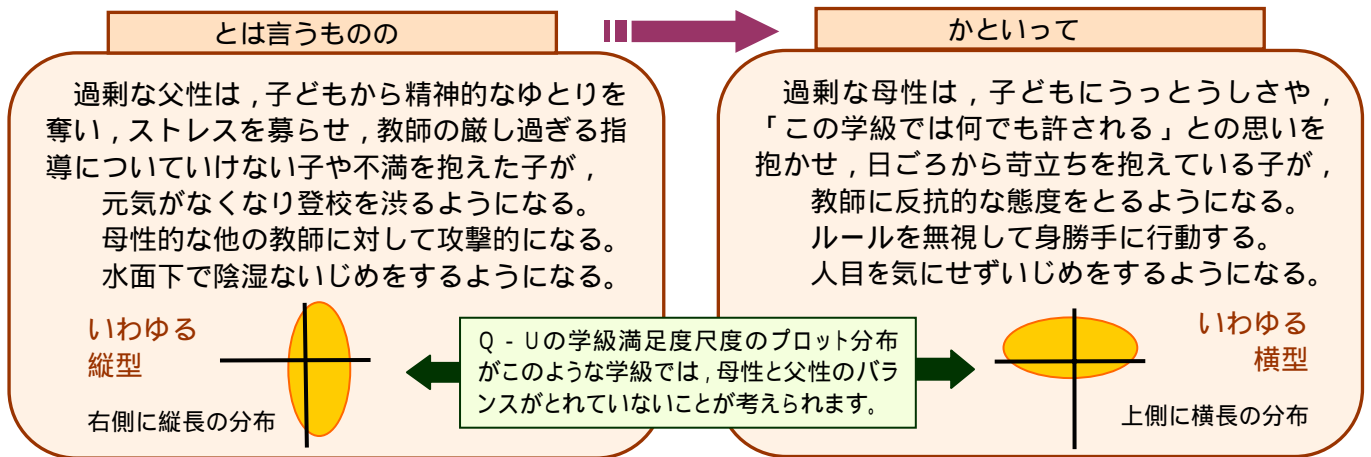 とは言うものの
過剰な父性は，子どもから精神的なゆとりを
奪い，ストレスを募らせ，教師の厳し過ぎる指
導についていけない子や不満を抱えた子が，
元気がなくなり登校を渋るようになる。
母性的な他の教師に対して攻撃的になる。
水面下で陰湿ないじめをするようになる。
いわゆる
縦型
右側に縦長の分布
Ｑ‐Ｕの学級満足度尺度のプロット分布
がこのような学級では，母性と父性のバラ
ンスがとれていないことが考えられます。
かといって
過剰な母性は，子どもにうっとうしさや，
「この学級では何でも許される」との思いを
抱かせ，日ごろから苛立ちを抱えている子が，
教師に反抗的な態度をとるようになる。
ルールを無視して身勝手に行動する。
人目を気にせずいじめをするようになる。
いわゆる
横型
上側に横長の分布